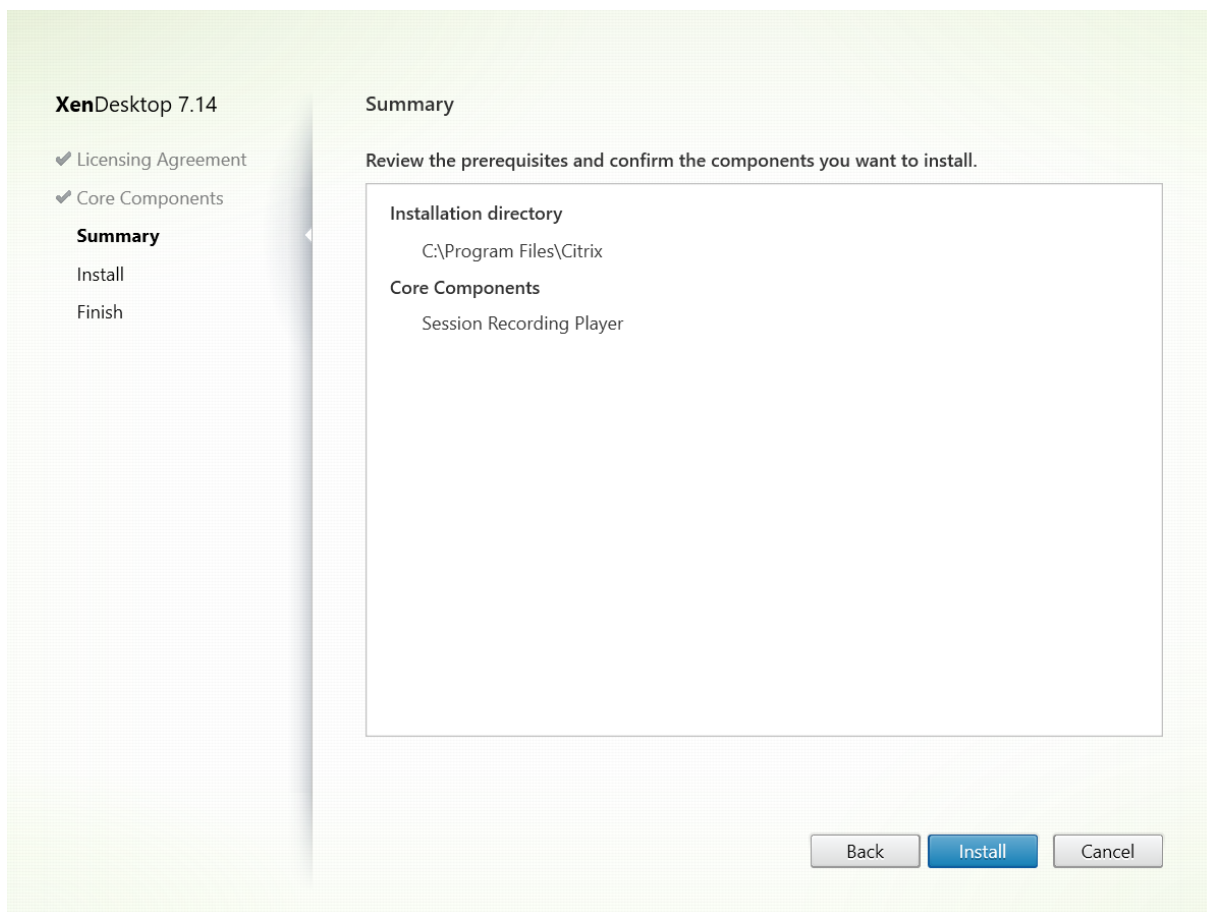 XenDesktop 7.14
Licensing Agreement
Core Components
Summary
Install
Finish
Summary
Review the prerequisites and confirm the components you want to install.
Installation directory
C:\Program Files\Citrix
Core Components
Session Recording Player
Back
Install
Cancel